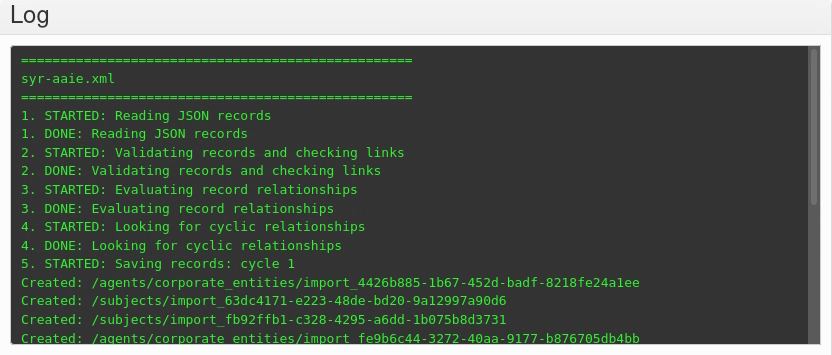 Log
==================================================
syr-aaie.xml
==================================================
1. STARTED: Reading JSON records
1. DONE: Reading JSON records
2. STARTED: Validating records and checking links
2. DONE: Validating records and checking links
3. STARTED: Evaluating record relationships
3. DONE: Evaluating record relationships
4. STARTED: Looking for cyclic relationships
4. DONE: Looking for cyclic relationships
5. STARTED: Saving records: cycle 1
Created: /agents/corporate_entities/import_4426b885-1b67-452d-badf-8218fe24a1ee
Created: /subjects/import_63dc4171-e223-48de-bd20-9a12997a90d6
Created: /subjects/import_fb92ffb1-c328-4295-a6dd-1b075b8d3731
Created: /agents/corporate_entities/import_fe9b6c44-3272-40aa-9177-b876705db4bb